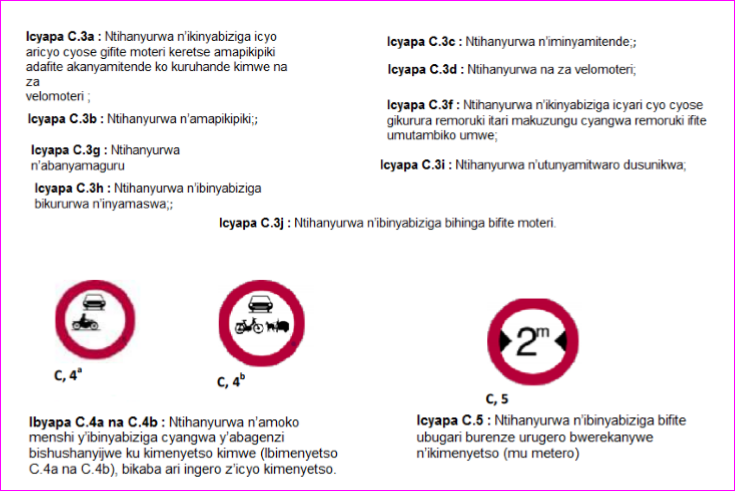 Icyapa C.3a : Ntihanyurwa n'ikinyabiziga icyo
aricyo cyose gifite moteri keretse amapikipiki
adafite akanyamitende ko kuruhande kimwe na
za
velomoteri ;
Icyapa C.3b : Ntihanyurwa n'amapikipiki;;
Icyapa C.3g : Ntihanyurwa
n'abanyamaguru
Icyapa C.3h : Ntihanyurwa n'ibinyabiziga
bikururwa n'inyamaswa;;
Icyapa C.3c : Ntihanyurwa n'iminyamitende;;
Icyapa C.3d : Ntihanyurwa na za velomoteri;
Icyapa C.3f : Ntihanyurwa n'ikinyabiziga icyari cyo cyose
gikurura remoruki itari makuzungu cyangwa remoruki ifite
umutambiko umwe;
Icyapa C.3i : Ntihanyurwa n'utunyamitwaro dusunikwa;
Icyapa C.3j : Ntihanyurwa n'ibinyabiziga bihinga bifite moteri.
C, 4a
C, 4b
2m
C, 5
Ibyapa C.4a na C.4b : Ntihanyurwa n'amoko
menshi y'ibinyabiziga cyangwa y'abagenzi
bishushanyijwe ku kimenyetso kimwe (Ibimenyetso
C.4a na C.4b), bikaba ari ingero z'icyo kimenyetso.
Icyapa C.5 : Ntihanyurwa n'ibinyabiziga bifite
ubugari burenze urugero bwerekanywe
n'ikimenyetso (mu metero)